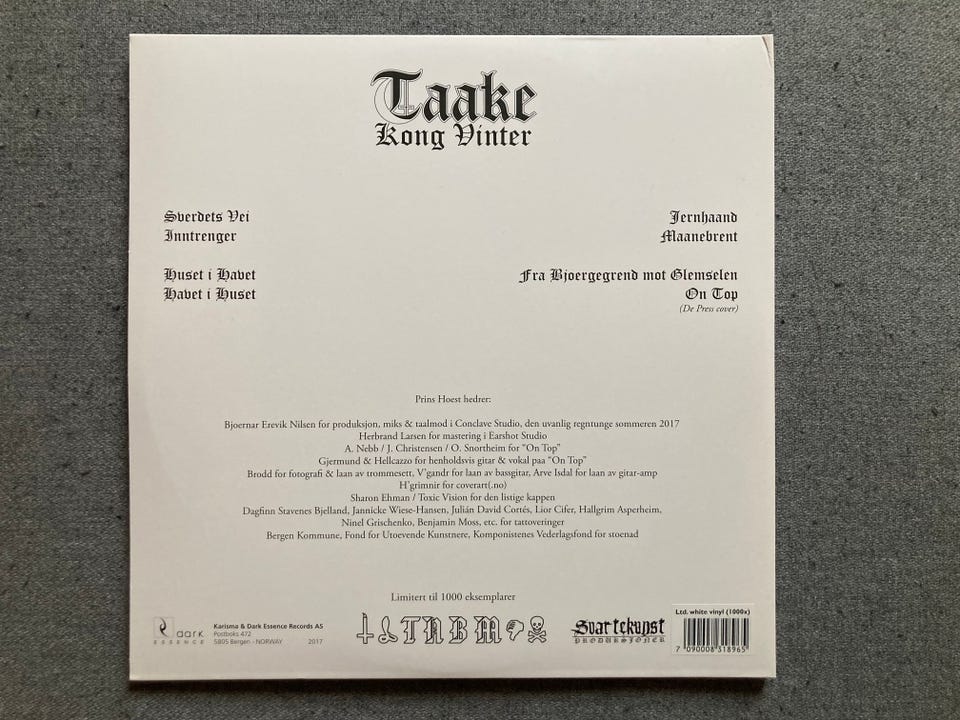 Taake
Kong Vinter
Sverdets Vei
Inntrenger
Huset i Havet
Havet i Huset
Jernhaand
Maanebrent
Fra Bjoergegrend mot Glemselen
On Top
(De Press cover)
Prins Hoest hedrer:
Bjoernar Erevik Nilsen for produksjon, miks & taalmod i Conclave Studio, den uvanlig regntunge sommeren 2017
Herbrand Larsen for mastering i Earshot Studio
A. Nebb / J. Christensen / O. Snortheim for "On Top"
Gjermund & Hellcazzo for henholdsvis gitar & vokal paa "On Top"
Brodd for fotografi & laan av trommesett, V'gandr for laan av bassgitar, Arve Isdal for laan av gitar-amp
H'grimnir for coverart(.no)
Sharon Ehman / Toxic Vision for den listige kappen
Dagfinn Stavenes Bjelland, Jannicke Wiese-Hansen, Julián David Cortés, Lior Cifer, Hallgrim Asperheim,
Ninel Grischenko, Benjamin Moss, etc. for tattoveringer
Bergen Kommune, Fond for Utoevende Kunstnere, Komponistenes Vederlagsfond for stoenad
Limitert til 1000 eksemplarer
dark
ESSENCE
Karisma & Dark Essence Records AS
Postboks 472
5805 Bergen - NORWAY 2017
TNBM
Svartekunst
PRODUKSJONER
Ltd. white vinyl (1000x)
7 090008 318965